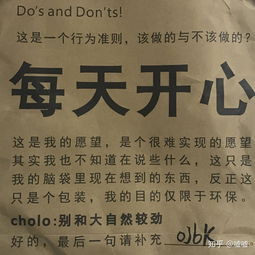 Do's and Don'ts!
这是一个行为准则，该做的与不该做的？
每天开心
这是我的愿望，是个很难实现的愿望
其实我也不知道在说些什么，这只是
我的脑袋里现在想到的东西，反正这
只是个包装，我的目的仅限于环保。
cholo:别和大自然较劲
好的，最后一句请补充 ojbk
知乎 @喳喳